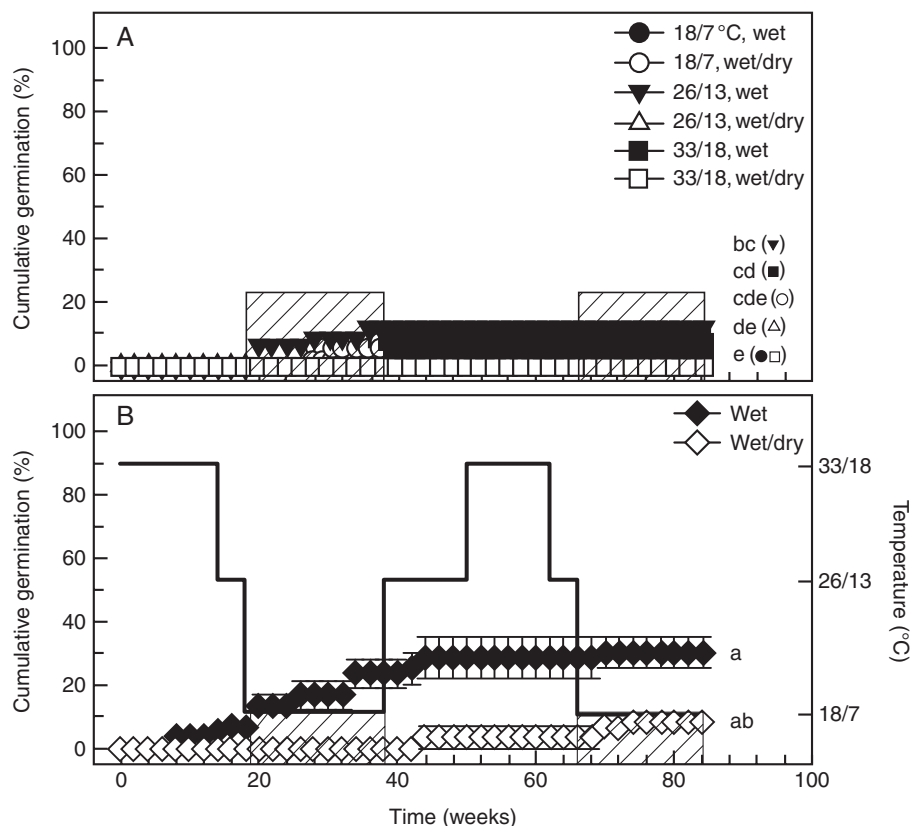 A
100
80
60
40
20
0
Cumulative germination (%)
18/7 °C, wet
18/7, wet/dry
26/13, wet
26/13, wet/dry
33/18, wet
33/18, wet/dry
bc (▼)
cd (■)
cde (○)
de (△)
e (●□)
B
100
80
60
40
20
0
Cumulative germination (%)
Wet
Wet/dry
a
ab
33/18
26/13
18/7
Temperature (°C)
0 20 40 60 80 100
Time (weeks)